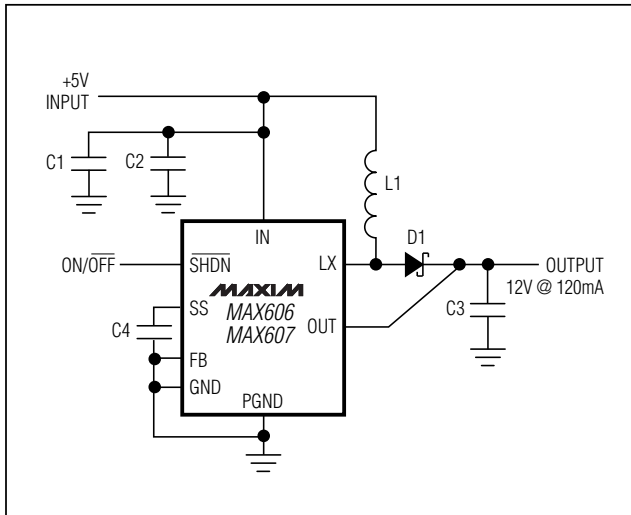 +5V
INPUT
C1
C2
L1
IN
D1
ON/OFF
SHDN
LX
OUTPUT
12V @ 120mA
MAXIM
SS
MAX606
MAX607
OUT
C3
C4
FB
GND
PGND